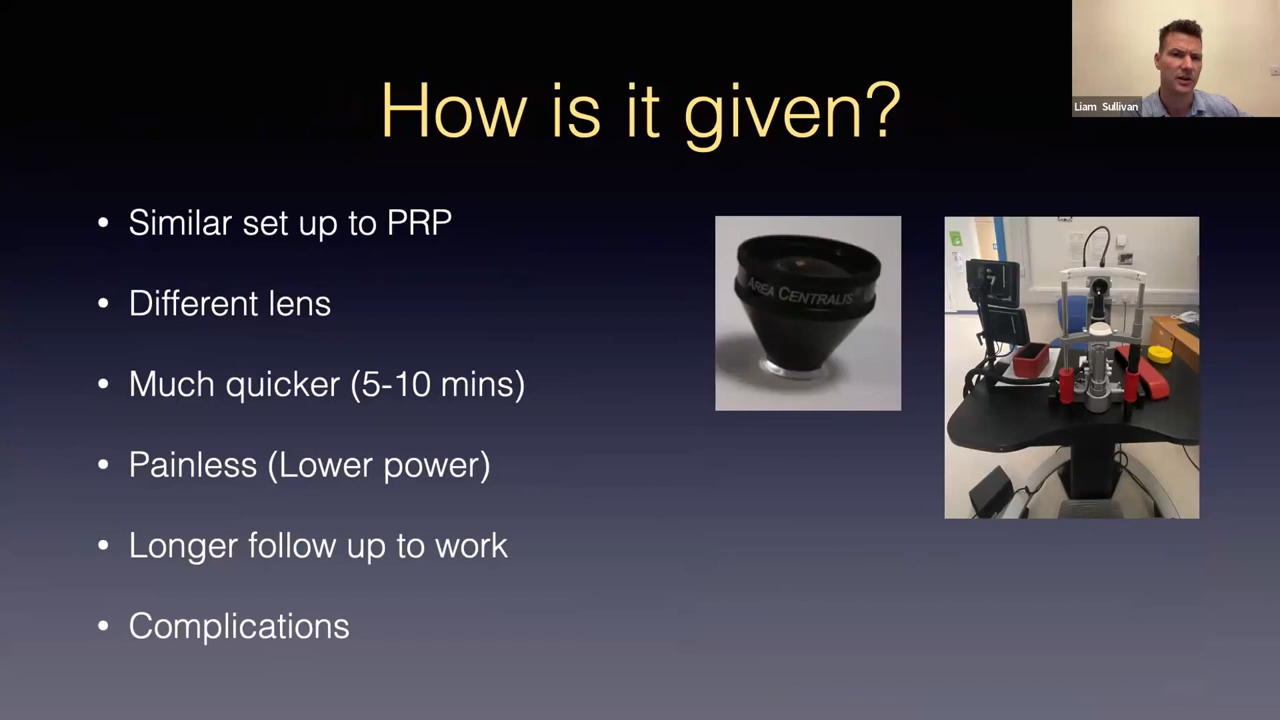 Liam Sullivan
How is it given?
• Similar set up to PRP
• Different lens
• Much quicker (5-10 mins)
• Painless (Lower power)
• Longer follow up to work
• Complications
AREA CENTRALIS